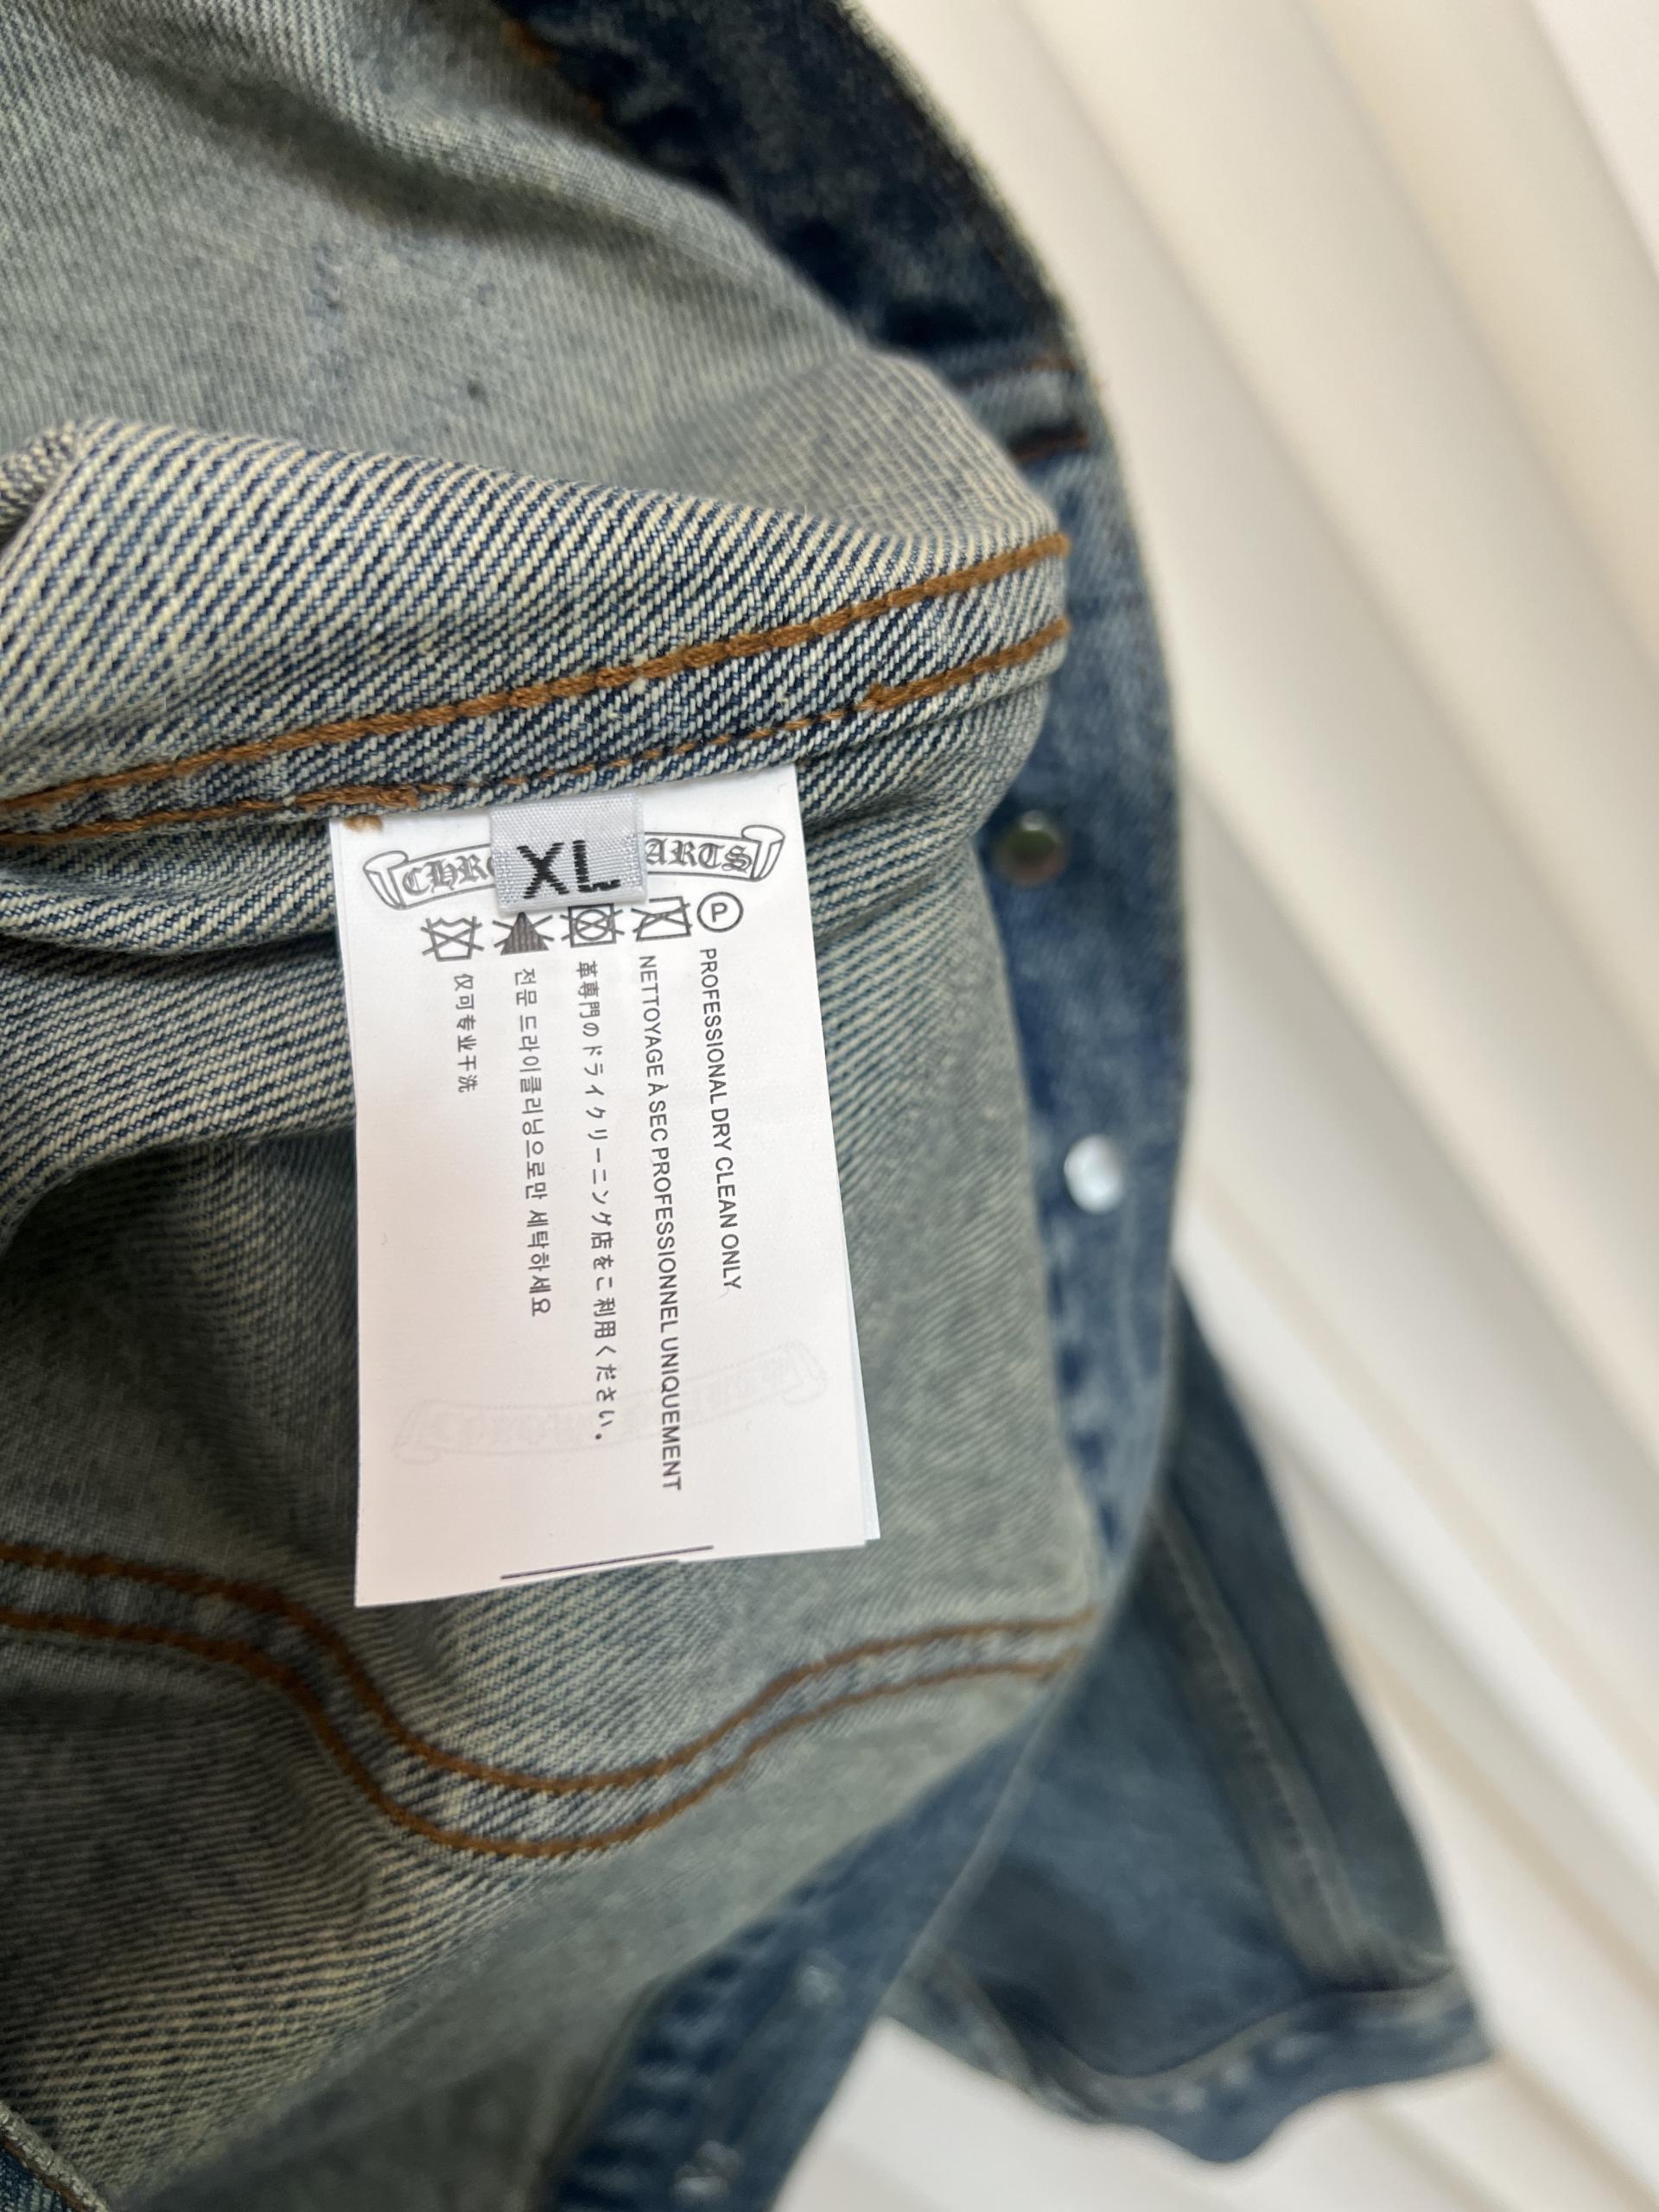 XL
P
PROFESSIONAL DRY CLEAN ONLY
NETTOYAGE À SEC PROFESSIONNEL UNIQUEMENT
革専門のドライクリーニング店をこ利用ください。
전문 드라이클리닝으로만 세탁하세요
仅可专业干洗